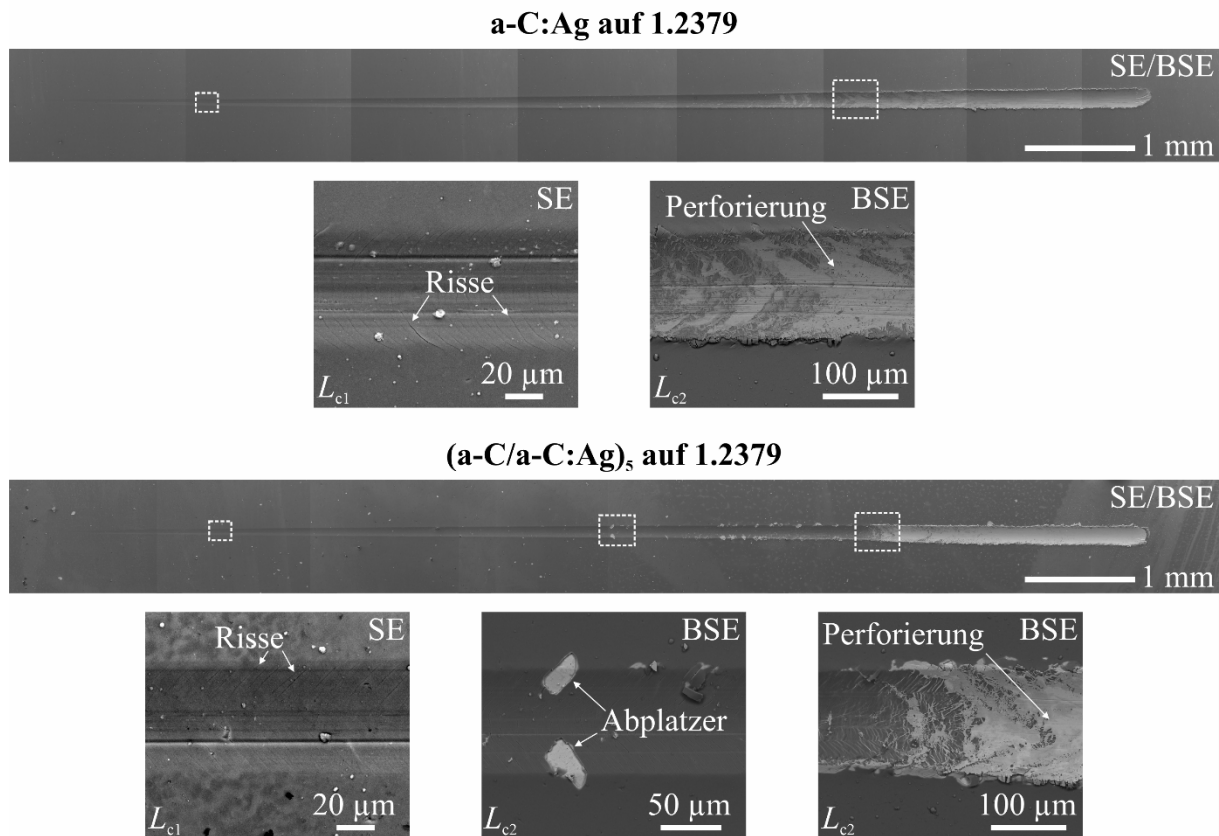 a-C:Ag auf 1.2379
SE/BSE
1 mm
SE
Risse
20 µm
Lc1
BSE
Perforierung
100 µm
Lc2
(a-C/a-C:Ag)5 auf 1.2379
SE/BSE
1 mm
SE
Risse
20 µm
Lc1
BSE
Abplatzer
50 µm
Lc2
BSE
Perforierung
100 µm
Lc2